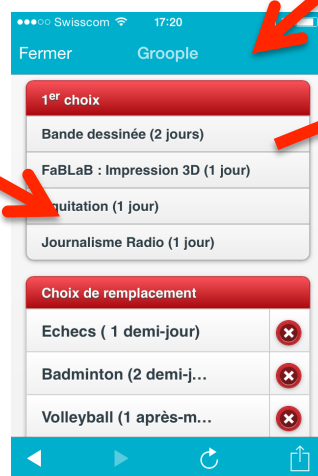 Swisscom 17:20
Fermer Groople
1er choix
Bande dessinée (2 jours)
FaBLaB : Impression 3D (1 jour)
quitation (1 jour)
Journalisme Radio (1 jour)
Choix de remplacement
Echecs ( 1 demi-jour)
Badminton (2 demi-j...
Volleyball (1 après-m...